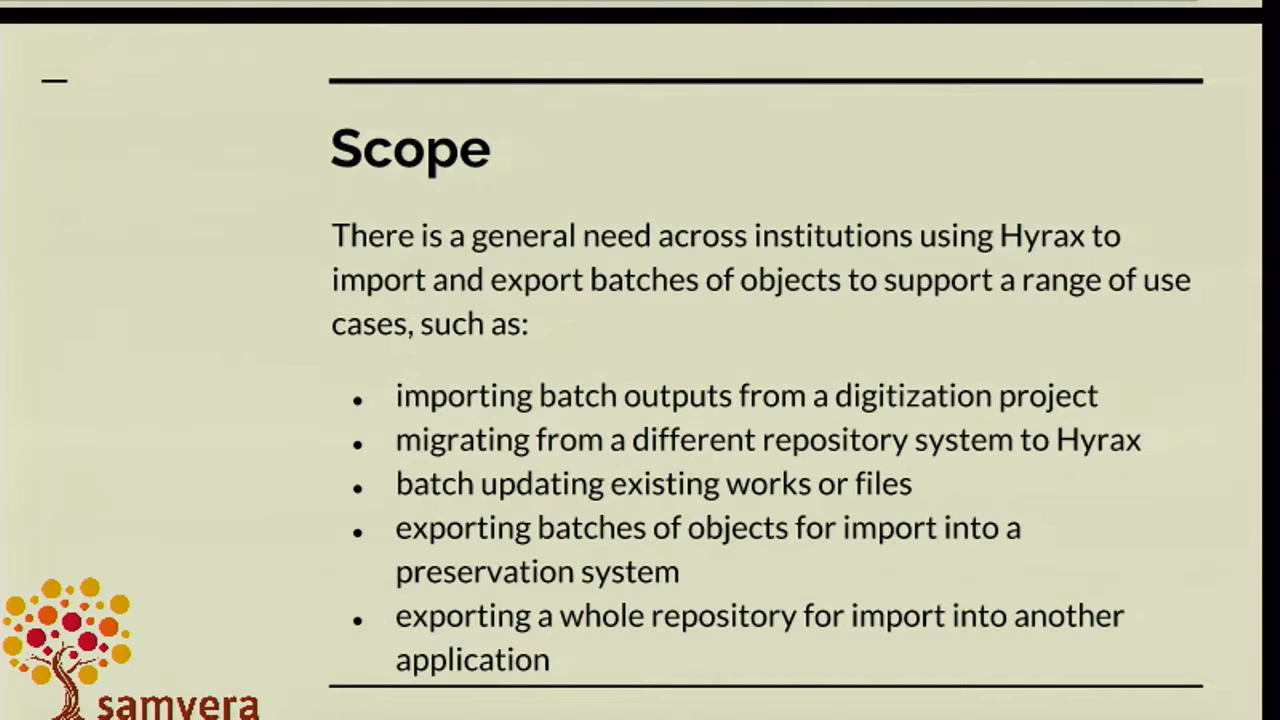 Scope
There is a general need across institutions using Hyrax to
import and export batches of objects to support a range of use
cases, such as:
• importing batch outputs from a digitization project
• migrating from a different repository system to Hyrax
• batch updating existing works or files
• exporting batches of objects for import into a
preservation system
• exporting a whole repository for import into another
application
samvera